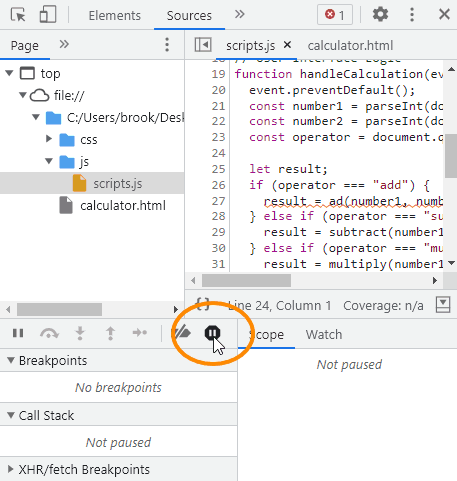 Elements Sources » 1
Page » scripts.js × calculator.html
top
file://
C:/Users/brook/Desk
css
js
scripts.js
calculator.html
19 function handleCalculation(ev
20 event.preventDefault();
21 const number1 = parseInt(doc
22 const number2 = parseInt(doc
23 const operator = document.q
24
25 let result;
26 if (operator === "add") {
27 result = ad(number1, numb
28 } else if (operator === "su
29 result = subtract(number1
30 } else if (operator === "mu
31 result = multiply(number1
{ } Line 24, Column 1 Coverage: n/a
Scope Watch
Breakpoints
No breakpoints
Call Stack
Not paused
XHR/fetch Breakpoints
Not paused